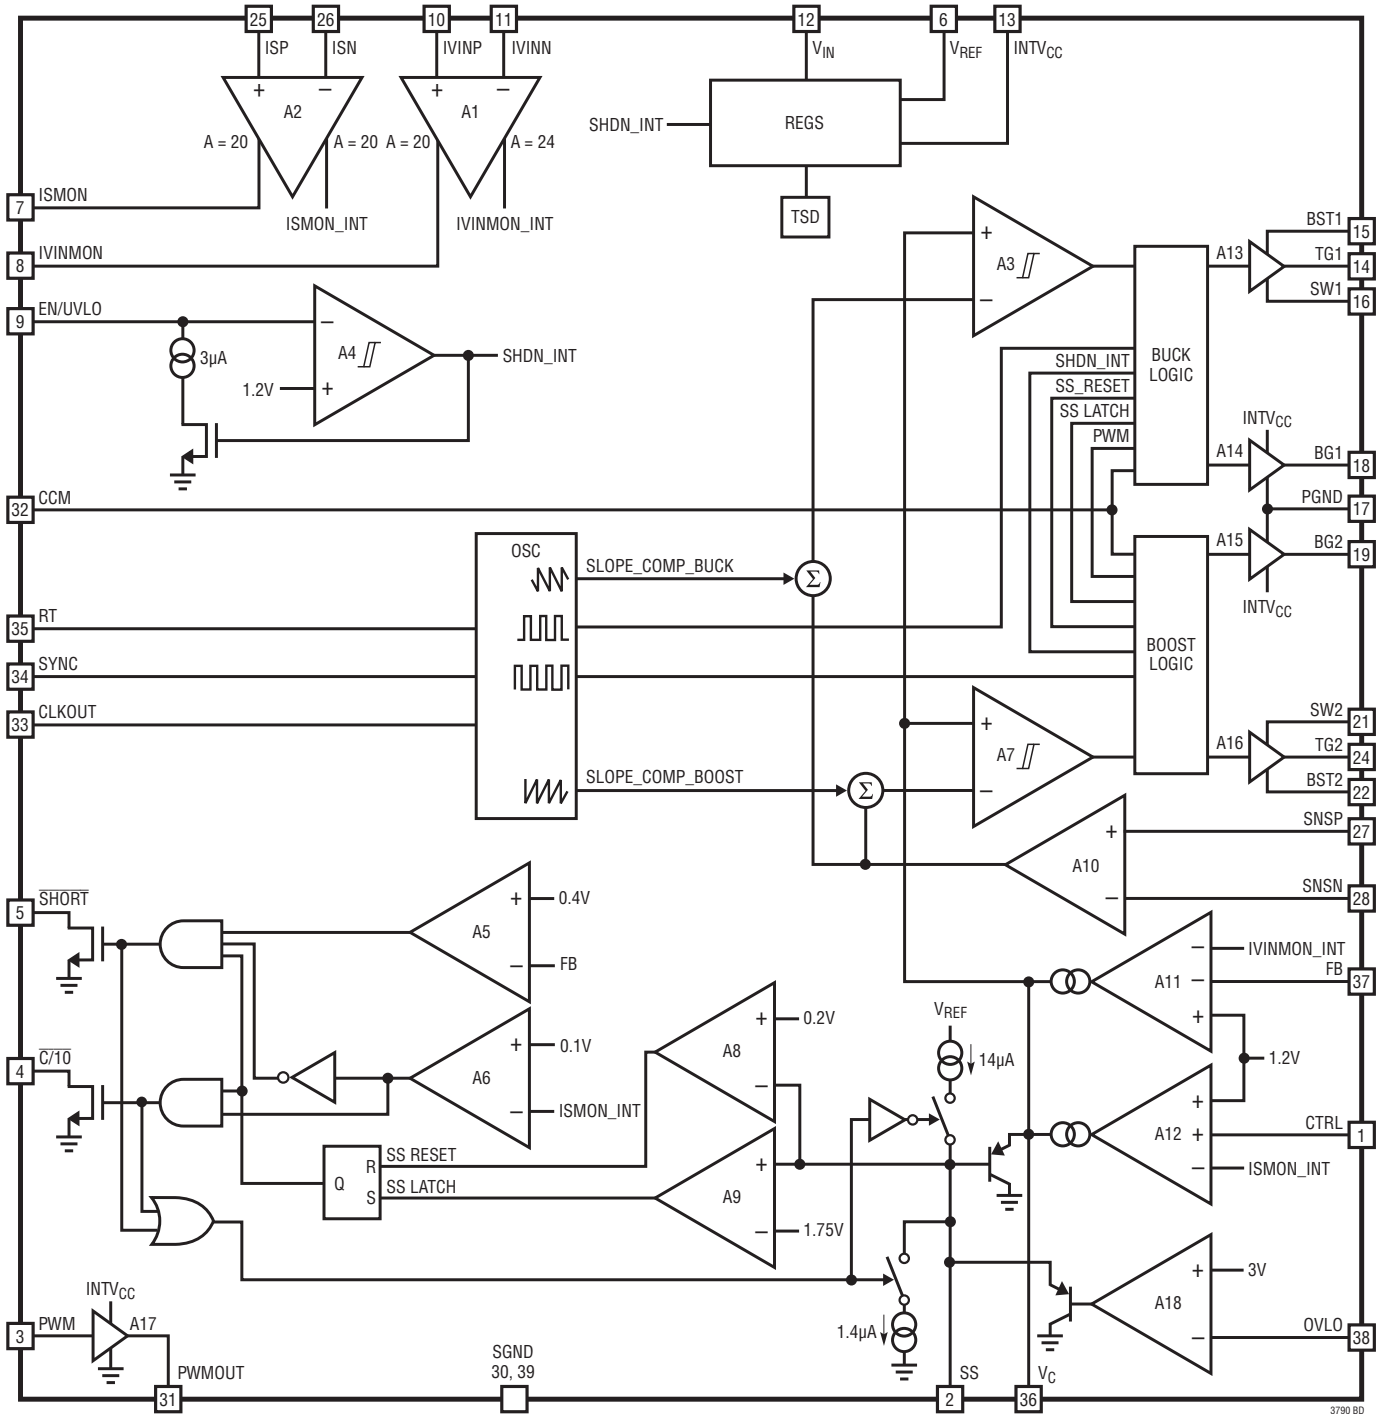 25 26 10 11 12 6 13
ISP ISN IVINP IVINN VIN VREF INTVCC
+ − + −
A2 A1
A = 20 A = 20 A = 20 A = 24
SHDN_INT REGS
TSD
7 ISMON
ISMON_INT IVINMON_INT
8 IVINMON
9 EN/UVLO
−
A4
3µA
1.2V +
SHDN_INT
+
A3
−
BUCK
LOGIC
SHDN_INT
SS_RESET
SS LATCH
PWM
A13
BST1 15
TG1 14
SW1 16
INTVCC
A14
BG1 18
PGND 17
A15
BG2 19
INTVCC
32 CCM
OSC
SLOPE_COMP_BUCK Σ
35 RT
34 SYNC
33 CLKOUT
SLOPE_COMP_BOOST Σ
BOOST
LOGIC
+
A7
−
A16
SW2 21
TG2 24
BST2 22
SNSP 27
+
A10
−
SNSN 28
5 SHORT
+ 0.4V
A5
− FB
4 C/10
+ 0.1V
A6
− ISMON_INT
+ 0.2V
A8
−
Q R S
SS RESET
SS LATCH
+
A9
− 1.75V
VREF
14µA
− IVINMON_INT
A11 −
FB 37
+
1.2V
+
A12 +
CTRL 1
− ISMON_INT
+ 3V
A18
−
OVLO 38
1.4µA
INTVCC
3 PWM A17
PWMOUT
31
SGND
30, 39
SS
2
VC
36
3790 BD